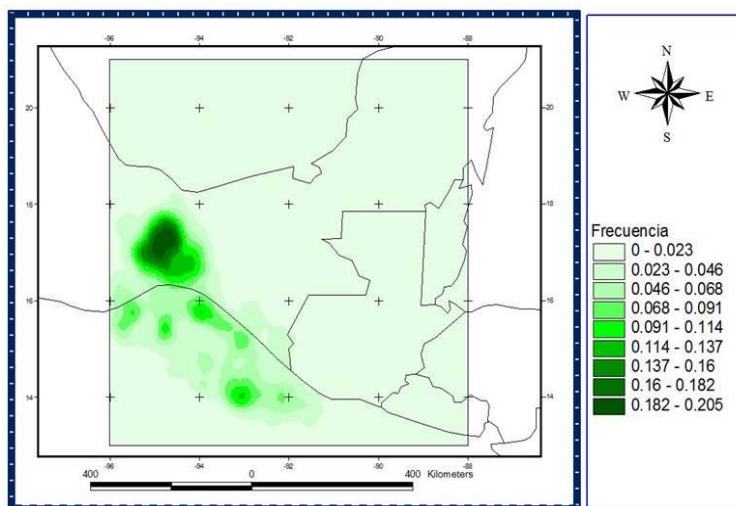 -96 -94 -92 -90 -88
20 20
18 18
16 16
14 14
-96 -94 -92 -90 -88
400 0 400 Kilometers
N
W E
S
Frecuencia
0 - 0.023
0.023 - 0.046
0.046 - 0.068
0.068 - 0.091
0.091 - 0.114
0.114 - 0.137
0.137 - 0.16
0.16 - 0.182
0.182 - 0.205